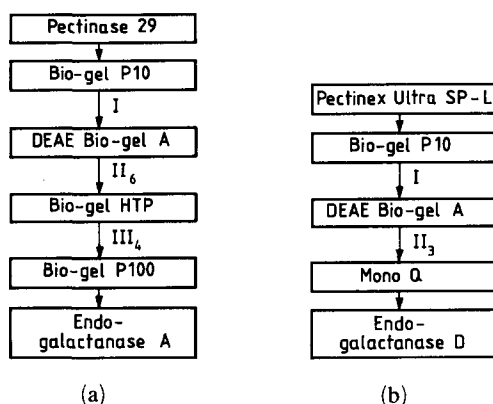 Pectinase 29
Bio-gel P10
I
DEAE Bio-gel A
II₆
Bio-gel HTP
III₄
Bio-gel P100
Endo-
galactanase A
(a)
Pectinex Ultra SP-L
Bio-gel P10
I
DEAE Bio-gel A
II₃
Mono Q
Endo-
galactanase D
(b)